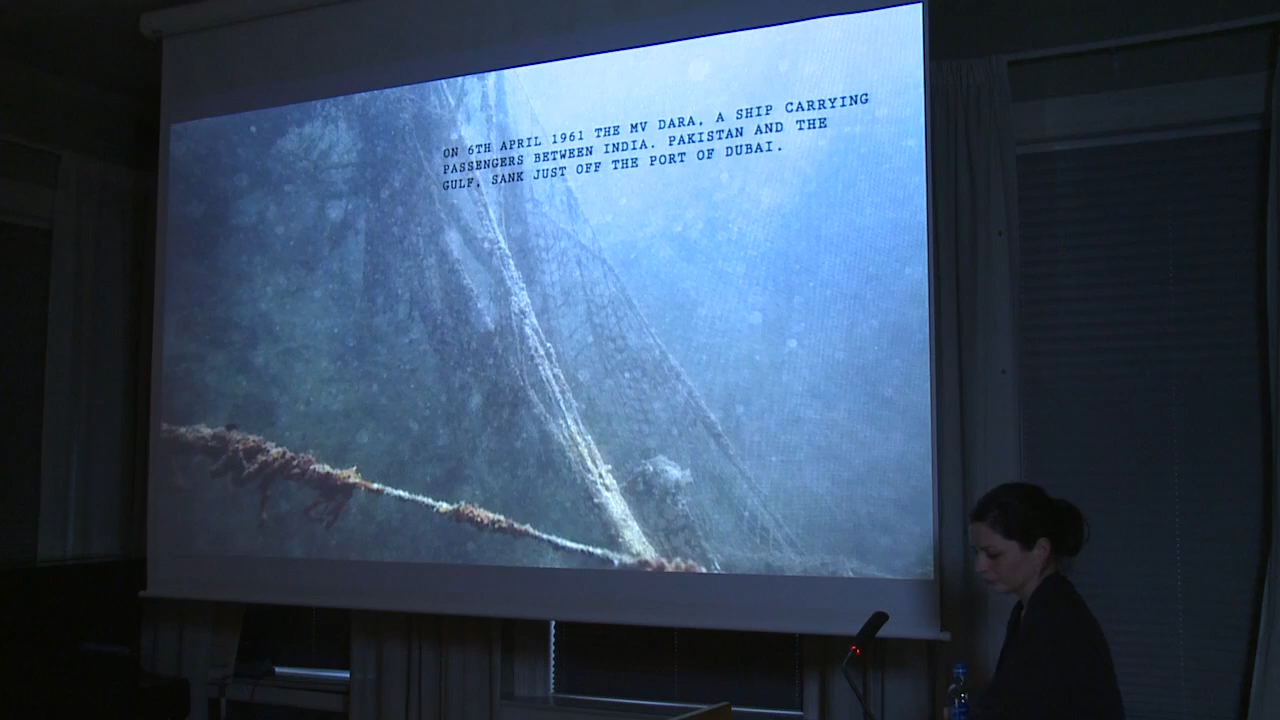 ON 6TH APRIL 1961 THE MV DARA, A SHIP CARRYING
PASSENGERS BETWEEN INDIA. PAKISTAN AND THE
GULF, SANK JUST OFF THE PORT OF DUBAI.